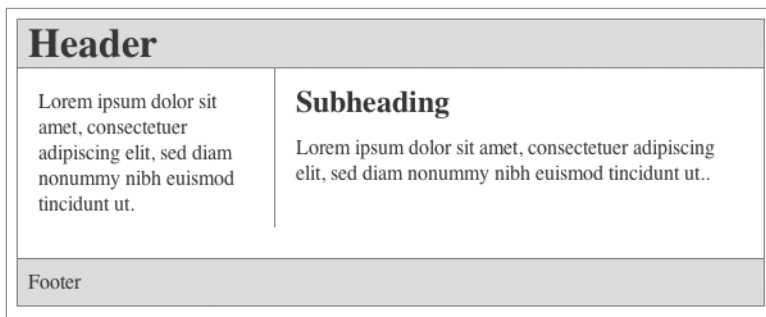 Header
Lorem ipsum dolor sit
amet, consectetuer
adipiscing elit, sed diam
nonummy nibh euismod
tincidunt ut.
Subheading
Lorem ipsum dolor sit amet, consectetuer adipiscing
elit, sed diam nonummy nibh euismod tincidunt ut..
Footer